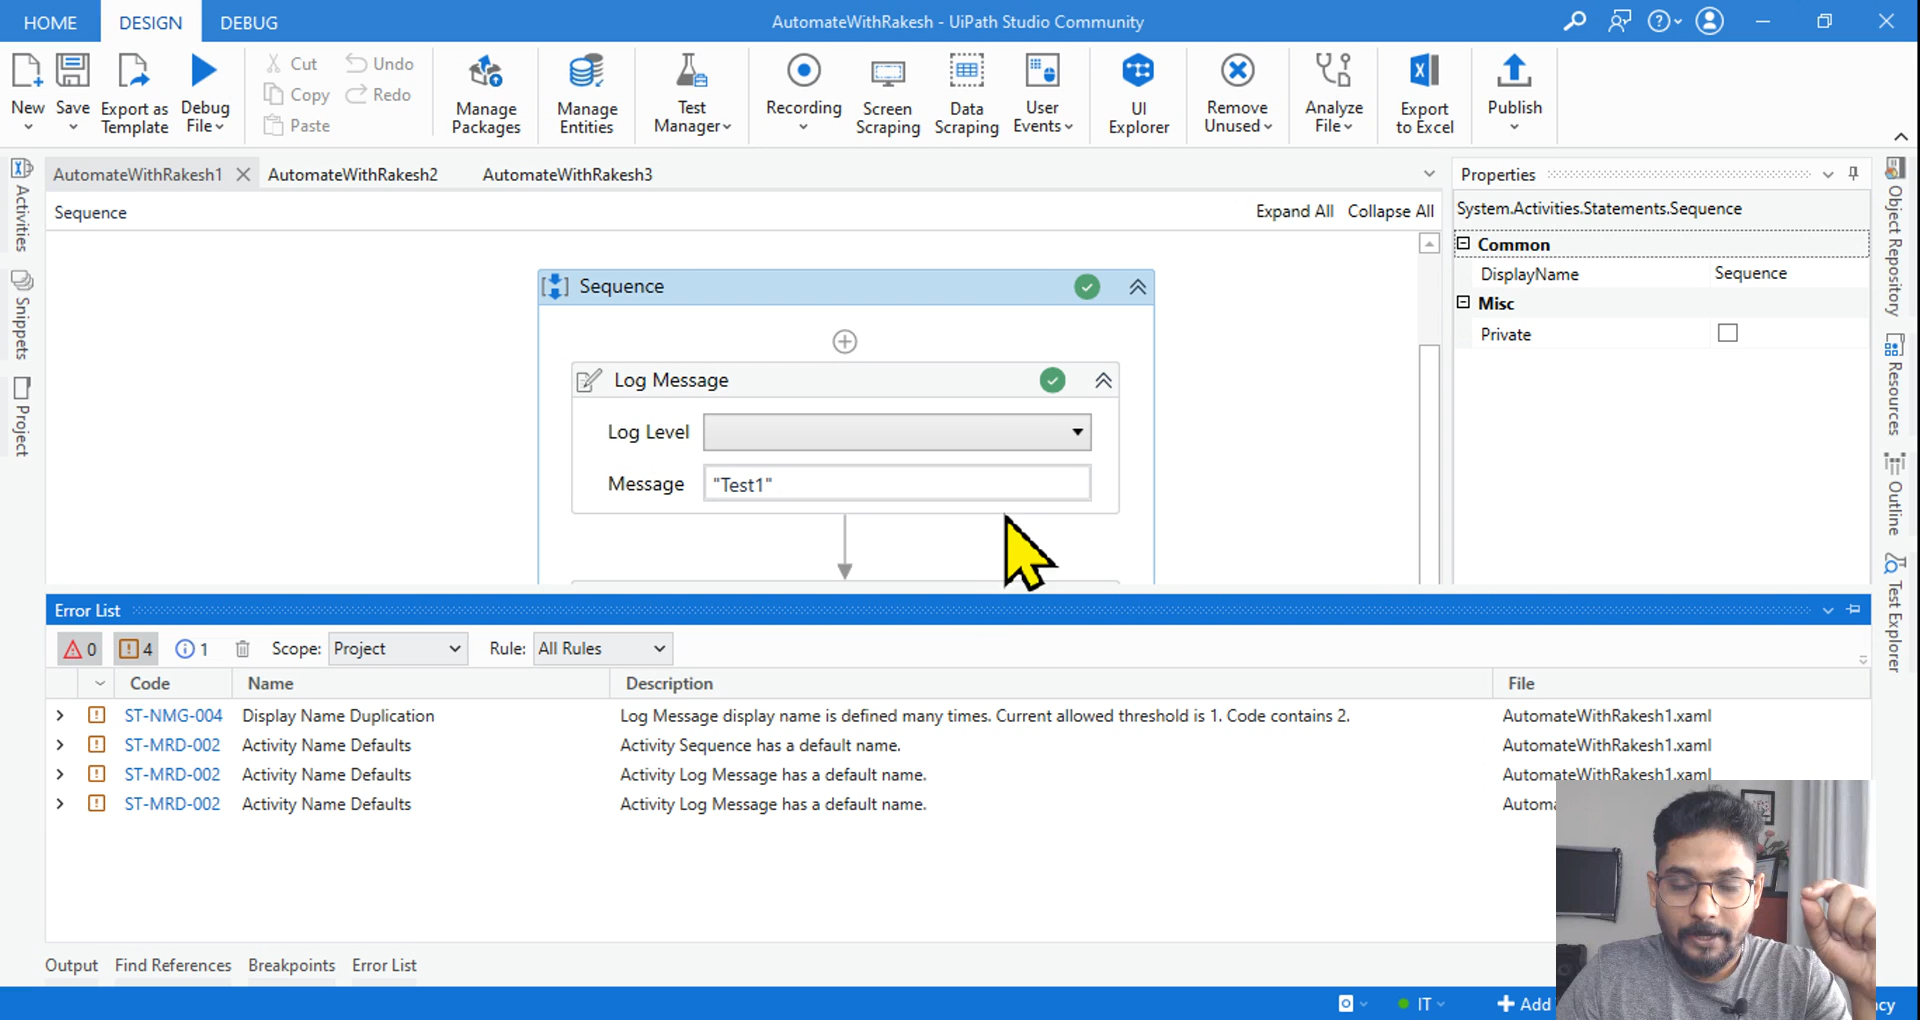 HOME DESIGN DEBUG AutomateWithRakesh - UiPath Studio Community
New Save Export as Template Debug File Cut Copy Paste Undo Redo Manage Packages Manage Entities Test Manager Recording Screen Scraping Data Scraping User Events UI Explorer Remove Unused Analyze File Export to Excel Publish
AutomateWithRakesh1 AutomateWithRakesh2 AutomateWithRakesh3
Sequence Expand All Collapse All
Activities
Snippets
Project
Sequence
Log Message
Log Level
Message "Test1"
Properties
System.Activities.Statements.Sequence
Common
DisplayName Sequence
Misc
Private
Object Repository
Resources
Outline
Test Explorer
Error List
0 4 1 Scope: Project Rule: All Rules
Code Name Description File
ST-NMG-004 Display Name Duplication Log Message display name is defined many times. Current allowed threshold is 1. Code contains 2. AutomateWithRakesh1.xaml
ST-MRD-002 Activity Name Defaults Activity Sequence has a default name. AutomateWithRakesh1.xaml
ST-MRD-002 Activity Name Defaults Activity Log Message has a default name. AutomateWithRakesh1.xaml
ST-MRD-002 Activity Name Defaults Activity Log Message has a default name.
Output Find References Breakpoints Error List
IT Add